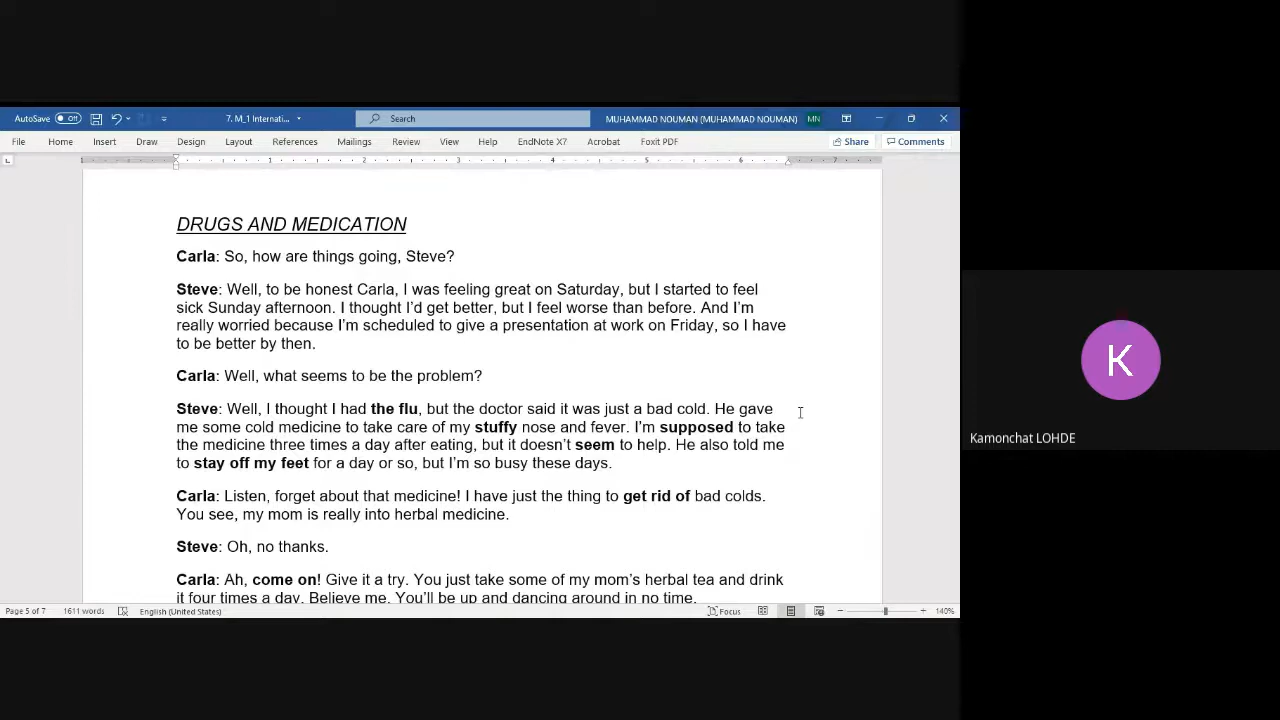 AutoSave Off 7. M_1 Internati... Search MUHAMMAD NOUMAN (MUHAMMAD NOUMAN) MN
File Home Insert Draw Design Layout References Mailings Review View Help EndNote X7 Acrobat Foxit PDF Share Comments
1 2 3 4 5 6 7
DRUGS AND MEDICATION
Carla: So, how are things going, Steve?
Steve: Well, to be honest Carla, I was feeling great on Saturday, but I started to feel
sick Sunday afternoon. I thought I’d get better, but I feel worse than before. And I’m
really worried because I’m scheduled to give a presentation at work on Friday, so I have
to be better by then.
Carla: Well, what seems to be the problem?
Steve: Well, I thought I had the flu, but the doctor said it was just a bad cold. He gave
me some cold medicine to take care of my stuffy nose and fever. I’m supposed to take
the medicine three times a day after eating, but it doesn’t seem to help. He also told me
to stay off my feet for a day or so, but I’m so busy these days.
Carla: Listen, forget about that medicine! I have just the thing to get rid of bad colds.
You see, my mom is really into herbal medicine.
Steve: Oh, no thanks.
Carla: Ah, come on! Give it a try. You just take some of my mom’s herbal tea and drink
it four times a day. Believe me. You’ll be up and dancing around in no time.
Page 5 of 7 1611 words English (United States) Focus 140%
K
Kamonchat LOHDE